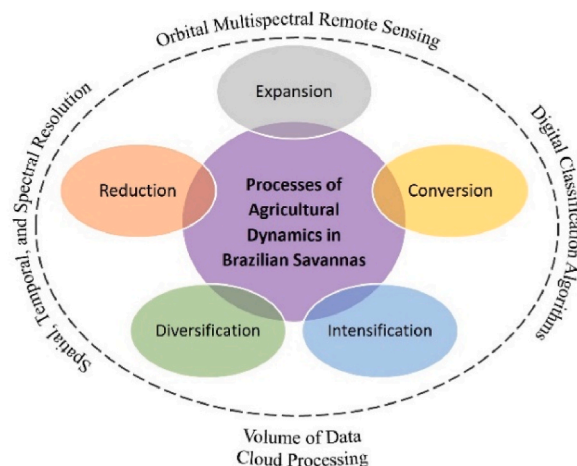 Orbital Multispectral Remote Sensing
Expansion
Spatial, Temporal, and Spectral Resolution
Digital Classification Algorithms
Reduction
Conversion
Processes of
Agricultural
Dynamics in
Brazilian Savannas
Diversification
Intensification
Volume of Data
Cloud Processing